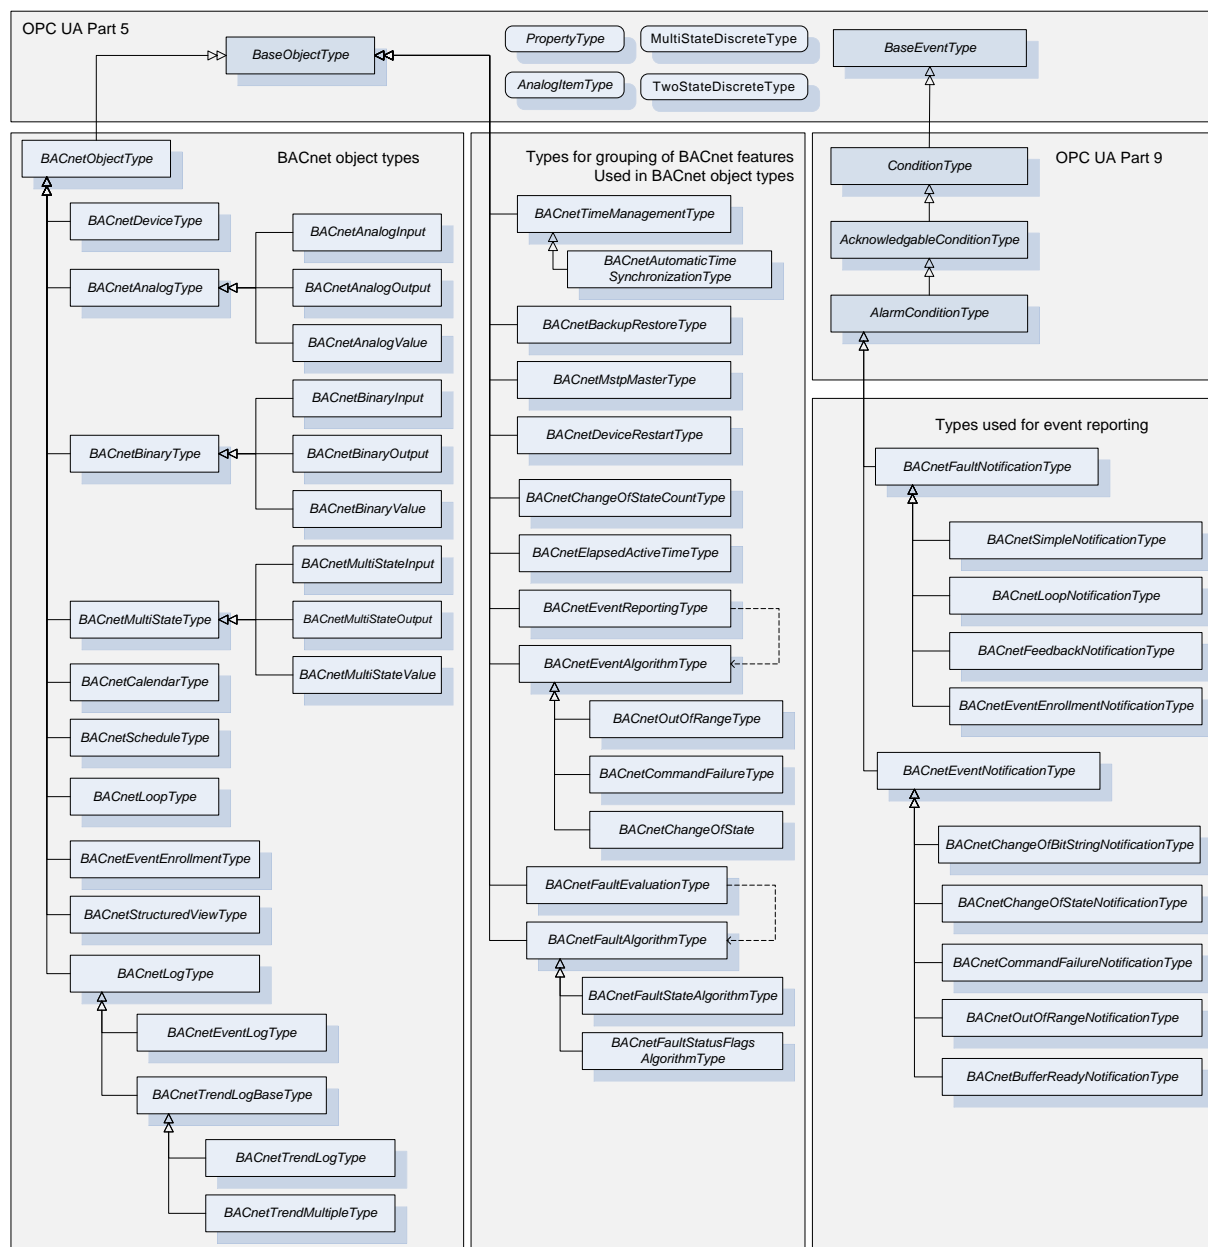 OPC UA Part 5
BaseObjectType
PropertyType
MultiStateDiscreteType
AnalogItemType
TwoStateDiscreteType
BaseEventType
BACnet object types
BACnetObjectType
BACnetDeviceType
BACnetAnalogType
BACnetAnalogInput
BACnetAnalogOutput
BACnetAnalogValue
BACnetBinaryType
BACnetBinaryInput
BACnetBinaryOutput
BACnetBinaryValue
BACnetMultiStateType
BACnetMultiStateInput
BACnetMultiStateOutput
BACnetMultiStateValue
BACnetCalendarType
BACnetScheduleType
BACnetLoopType
BACnetEventEnrollmentType
BACnetStructuredViewType
BACnetLogType
BACnetEventLogType
BACnetTrendLogBaseType
BACnetTrendLogType
BACnetTrendMultipleType
Types for grouping of BACnet features
Used in BACnet object types
BACnetTimeManagementType
BACnetAutomaticTime
SynchronizationType
BACnetBackupRestoreType
BACnetMstpMasterType
BACnetDeviceRestartType
BACnetChangeOfStateCountType
BACnetElapsedActiveTimeType
BACnetEventReportingType
BACnetEventAlgorithmType
BACnetOutOfRangeType
BACnetCommandFailureType
BACnetChangeOfState
BACnetFaultEvaluationType
BACnetFaultAlgorithmType
BACnetFaultStateAlgorithmType
BACnetFaultStatusFlags
AlgorithmType
OPC UA Part 9
ConditionType
AcknowledgableConditionType
AlarmConditionType
Types used for event reporting
BACnetFaultNotificationType
BACnetSimpleNotificationType
BACnetLoopNotificationType
BACnetFeedbackNotificationType
BACnetEventEnrollmentNotificationType
BACnetEventNotificationType
BACnetChangeOfBitStringNotificationType
BACnetChangeOfStateNotificationType
BACnetCommandFailureNotificationType
BACnetOutOfRangeNotificationType
BACnetBufferReadyNotificationType